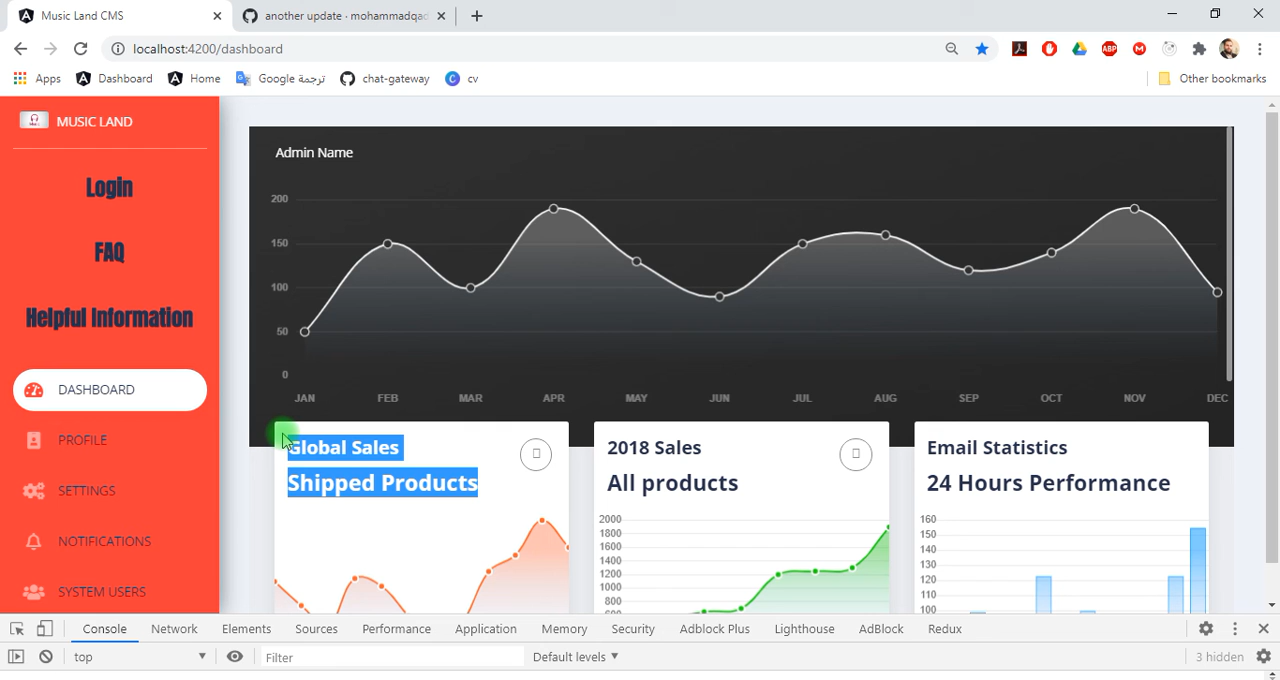 Music Land CMS
another update · mohammadqad
localhost:4200/dashboard
Apps
Dashboard
Home
Google ترجمة
chat-gateway
cv
Other bookmarks
MUSIC LAND
Login
FAQ
Helpful Information
DASHBOARD
PROFILE
SETTINGS
NOTIFICATIONS
SYSTEM USERS
Admin Name
200
150
100
50
0
JAN FEB MAR APR MAY JUN JUL AUG SEP OCT NOV DEC
Global Sales
Shipped Products
2018 Sales
All products
2000
1800
1600
1400
1200
1000
800
600
Email Statistics
24 Hours Performance
160
150
140
130
120
110
100
Console Network Elements Sources Performance Application Memory Security Adblock Plus Lighthouse AdBlock Redux
top
Filter
Default levels
3 hidden